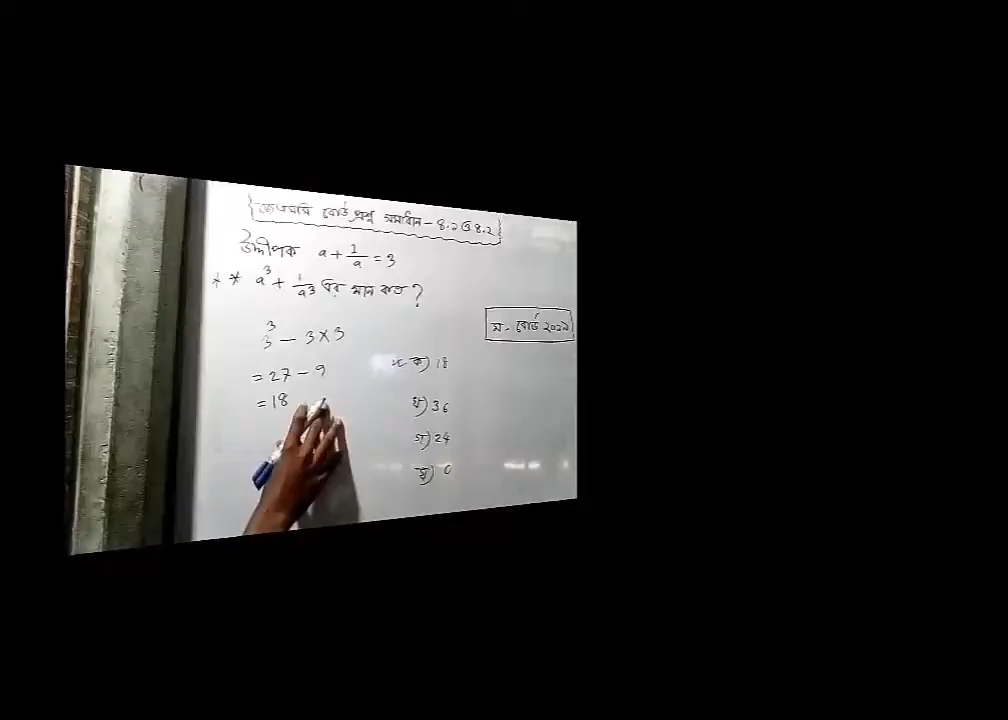 জেএসসি বোর্ড প্রশ্ন সমাধান - ৪.১ ও ৪.২
উদ্দীপক a + 1/a = 3
* * a³ + 1/a³ এর মান কত?
স. বোর্ড ২০১৯
3³ - 3 × 3
= 27 - 9
= 18
ক) 18
খ) 36
গ) 24
ঘ) 0